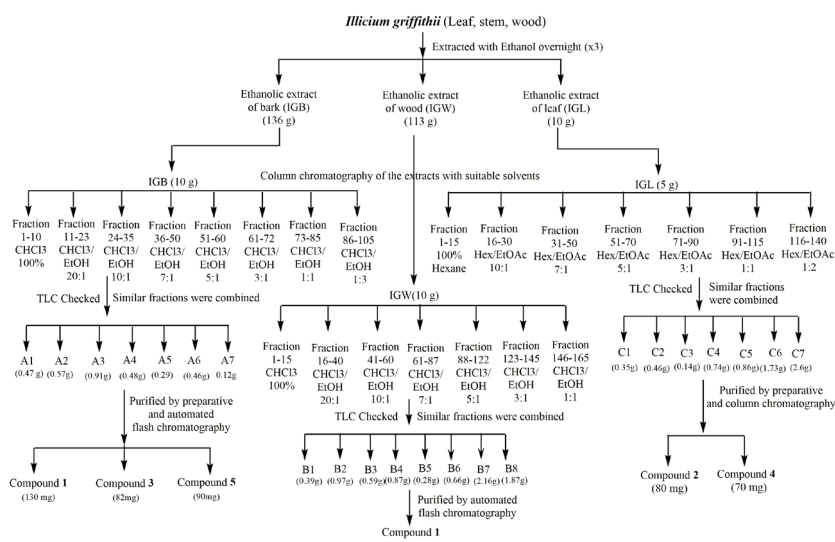 Illicium griffithii (Leaf, stem, wood)
Extracted with Ethanol overnight (x3)
Ethanolic extract
of bark (IGB)
(136 g)
Ethanolic extract
of wood (IGW)
(113 g)
Ethanolic extract
of leaf (IGL)
(10 g)
Column chromatography of the extracts with suitable solvents
IGB (10 g)
Fraction
1-10
CHCl3
100%
Fraction
11-23
CHCl3/
EtOH
20:1
Fraction
24-35
CHCl3/
EtOH
10:1
Fraction
36-50
CHCl3/
EtOH
7:1
Fraction
51-60
CHCl3/
EtOH
5:1
Fraction
61-72
CHCl3/
EtOH
3:1
Fraction
73-85
CHCl3/
EtOH
1:1
Fraction
86-105
CHCl3/
EtOH
1:3
TLC Checked
Similar fractions were combined
A1
(0.47 g)
A2
(0.57g)
A3
(0.91g)
A4
(0.48g)
A5
(0.29)
A6
(0.46g)
A7
0.12g
Purified by preparative
and automated
flash chromatography
Compound 1
(130 mg)
Compound 3
(82mg)
Compound 5
(90mg)
IGW(10 g)
Fraction
1-15
CHCl3
100%
Fraction
16-40
CHCl3/
EtOH
20:1
Fraction
41-60
CHCl3/
EtOH
10:1
Fraction
61-87
CHCl3/
EtOH
7:1
Fraction
88-122
CHCl3/
EtOH
5:1
Fraction
123-145
CHCl3/
EtOH
3:1
Fraction
146-165
CHCl3/
EtOH
1:1
TLC Checked
Similar fractions were combined
B1
(0.39g)
B2
(0.97g)
B3
(0.59g)
B4
(0.87g)
B5
(0.28g)
B6
(0.66g)
B7
(2.16g)
B8
(1.87g)
Purified by automated
flash chromatography
Compound 1
IGL (5 g)
Fraction
1-15
100%
Hexane
Fraction
16-30
Hex/EtOAc
10:1
Fraction
31-50
Hex/EtOAc
7:1
Fraction
51-70
Hex/EtOAc
5:1
Fraction
71-90
Hex/EtOAc
3:1
Fraction
91-115
Hex/EtOAc
1:1
Fraction
116-140
Hex/EtOAc
1:2
TLC Checked
Similar fractions
were combined
C1
(0.35g)
C2
(0.46g)
C3
(0.14g)
C4
(0.74g)
C5
(0.86g)
C6
(1.73g)
C7
(2.6g)
Purified by preparative
and column chromatography
Compound 2
(80 mg)
Compound 4
(70 mg)